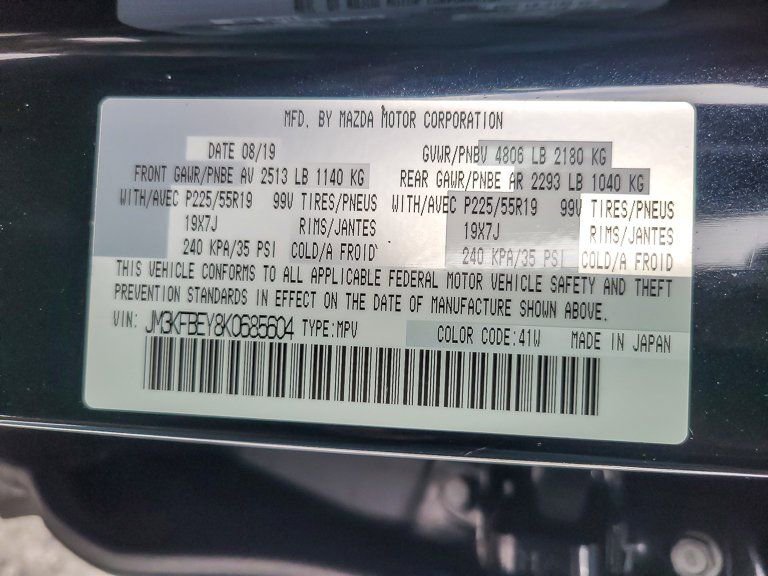 MFD. BY MAZDA MOTOR CORPORATION
DATE 08/19 GVWR/PNBV 4806 LB 2180 KG
FRONT GAWR/PNBE AV 2513 LB 1140 KG REAR GAWR/PNBE AR 2293 LB 1040 KG
WITH/AVEC P225/55R19 99V TIRES/PNEUS WITH/AVEC P225/55R19 99V TIRES/PNEUS
19X7J RIMS/JANTES 19X7J RIMS/JANTES
240 KPA/35 PSI COLD/A FROID 240 KPA/35 PSI COLD/A FROID
THIS VEHICLE CONFORMS TO ALL APPLICABLE FEDERAL MOTOR VEHICLE SAFETY AND THEFT
PREVENTION STANDARDS IN EFFECT ON THE DATE OF MANUFACTURE SHOWN ABOVE.
VIN: JM3KFBEY8K0685604 TYPE:MPV COLOR CODE:41W MADE IN JAPAN